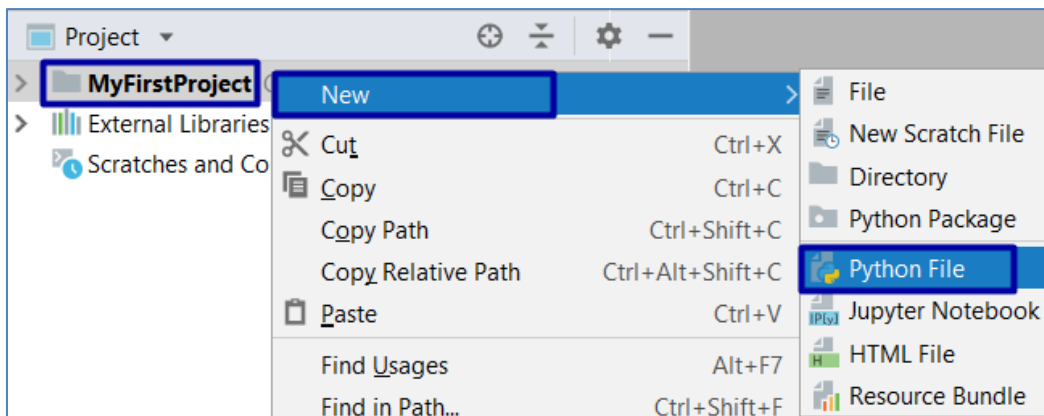 Project
MyFirstProject
External Libraries
Scratches and Co
New
Cut Ctrl+X
Copy Ctrl+C
Copy Path Ctrl+Shift+C
Copy Relative Path Ctrl+Alt+Shift+C
Paste Ctrl+V
Find Usages Alt+F7
Find in Path... Ctrl+Shift+F
File
New Scratch File
Directory
Python Package
Python File
IP[y] Jupyter Notebook
H HTML File
Resource Bundle